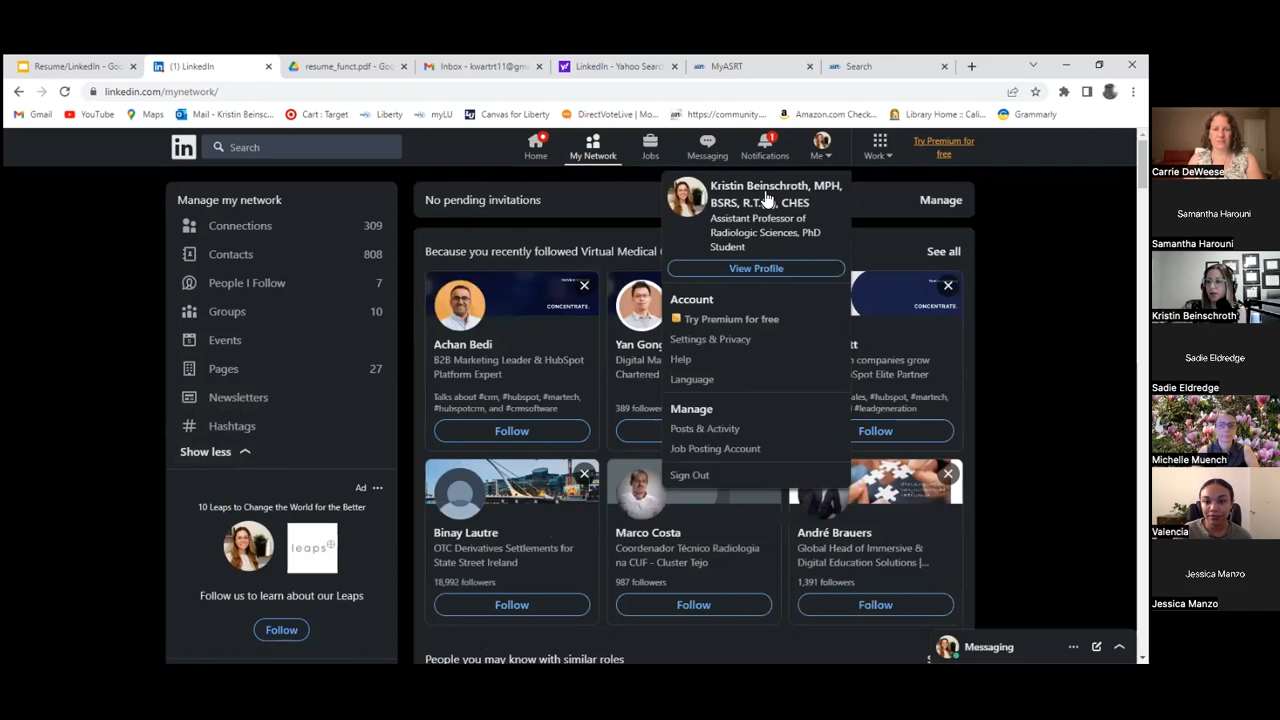 Resume/LinkedIn - Goo
(1) LinkedIn
resume_funct.pdf - Goo
Inbox - kwartrt11@gm
LinkedIn - Yahoo Searc
MyASRT
Search
linkedin.com/mynetwork/
Gmail
YouTube
Maps
Mail - Kristin Beinsc...
Cart : Target
Liberty
myLU
Canvas for Liberty
DirectVoteLive | Mo...
https://community....
Amazon.com Check...
Library Home :: Cali...
Grammarly
in
Search
Home
My Network
Jobs
Messaging
1
Notifications
Me
Work
Try Premium for
free
Manage my network
Connections 309
Contacts 808
People I Follow 7
Groups 10
Events
Pages 27
Newsletters
Hashtags
Show less
Ad
10 Leaps to Change the World for the Better
leaps
Follow us to learn about our Leaps
Follow
No pending invitations
Manage
Because you recently followed Virtual Medical
See all
CONCENTRATE.
Achan Bedi
B2B Marketing Leader & HubSpot
Platform Expert
Talks about #crm, #hubspot, #martech,
#hubspotcrm, and #crmsoftware
Follow
Yan Gong
Digital Ma
Chartered
389 followers
CONCENTRATE.
tt
n companies grow
Spot Elite Partner
ales, #hubspot, #martech,
#leadgeneration
Follow
Kristin Beinschroth, MPH,
BSRS, R.T. CHES
Assistant Professor of
Radiologic Sciences, PhD
Student
View Profile
Account
Try Premium for free
Settings & Privacy
Help
Language
Manage
Posts & Activity
Job Posting Account
Sign Out
Binay Lautre
OTC Derivatives Settlements for
State Street Ireland
18,992 followers
Follow
Marco Costa
Coordenador Técnico Radiologia
na CUF - Cluster Tejo
987 followers
Follow
André Brauers
Global Head of Immersive &
Digital Education Solutions |...
1,391 followers
Follow
People you may know with similar roles
Messaging
Carrie DeWeese
Samantha Harouni
Samantha Harouni
Kristin Beinschroth
Sadie Eldredge
Sadie Eldredge
Michelle Muench
Valencia
Jessica Manzo
Jessica Manzo